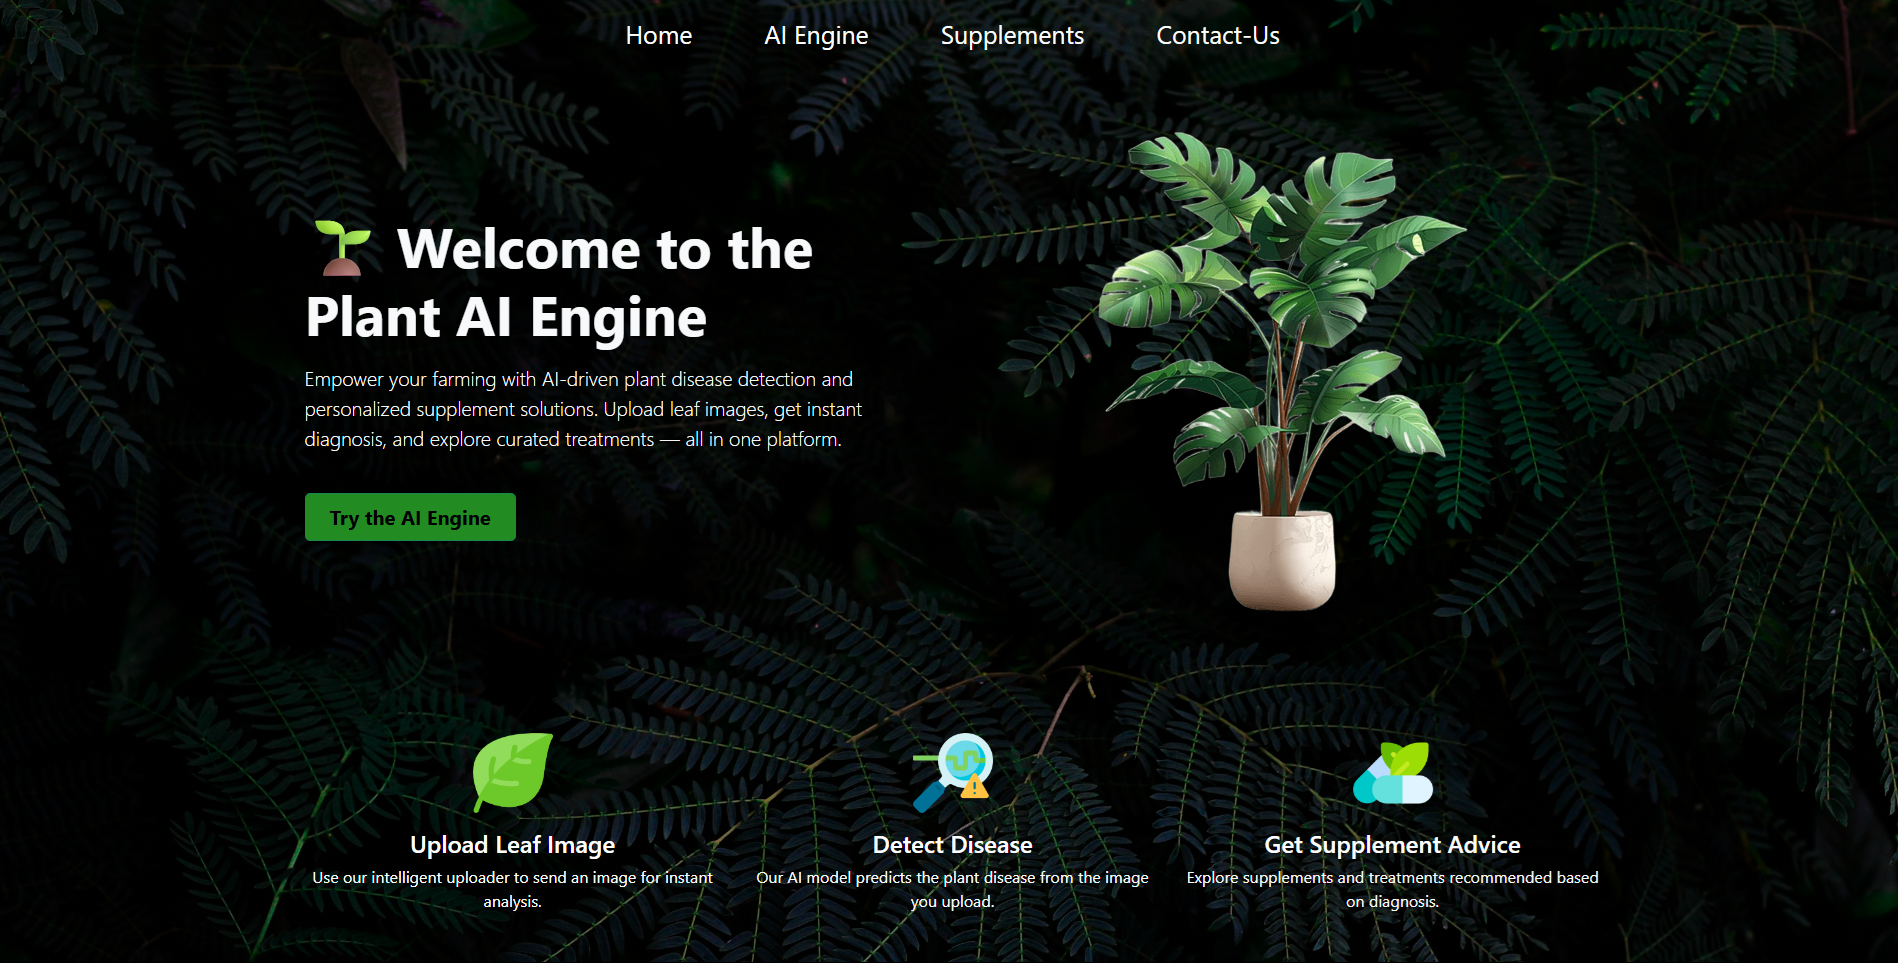 Home AI Engine Supplements Contact-Us
Welcome to the
Plant AI Engine
Empower your farming with AI-driven plant disease detection and
personalized supplement solutions. Upload leaf images, get instant
diagnosis, and explore curated treatments — all in one platform.
Try the AI Engine
Upload Leaf Image
Use our intelligent uploader to send an image for instant
analysis.
Detect Disease
Our AI model predicts the plant disease from the image
you upload.
Get Supplement Advice
Explore supplements and treatments recommended based
on diagnosis.